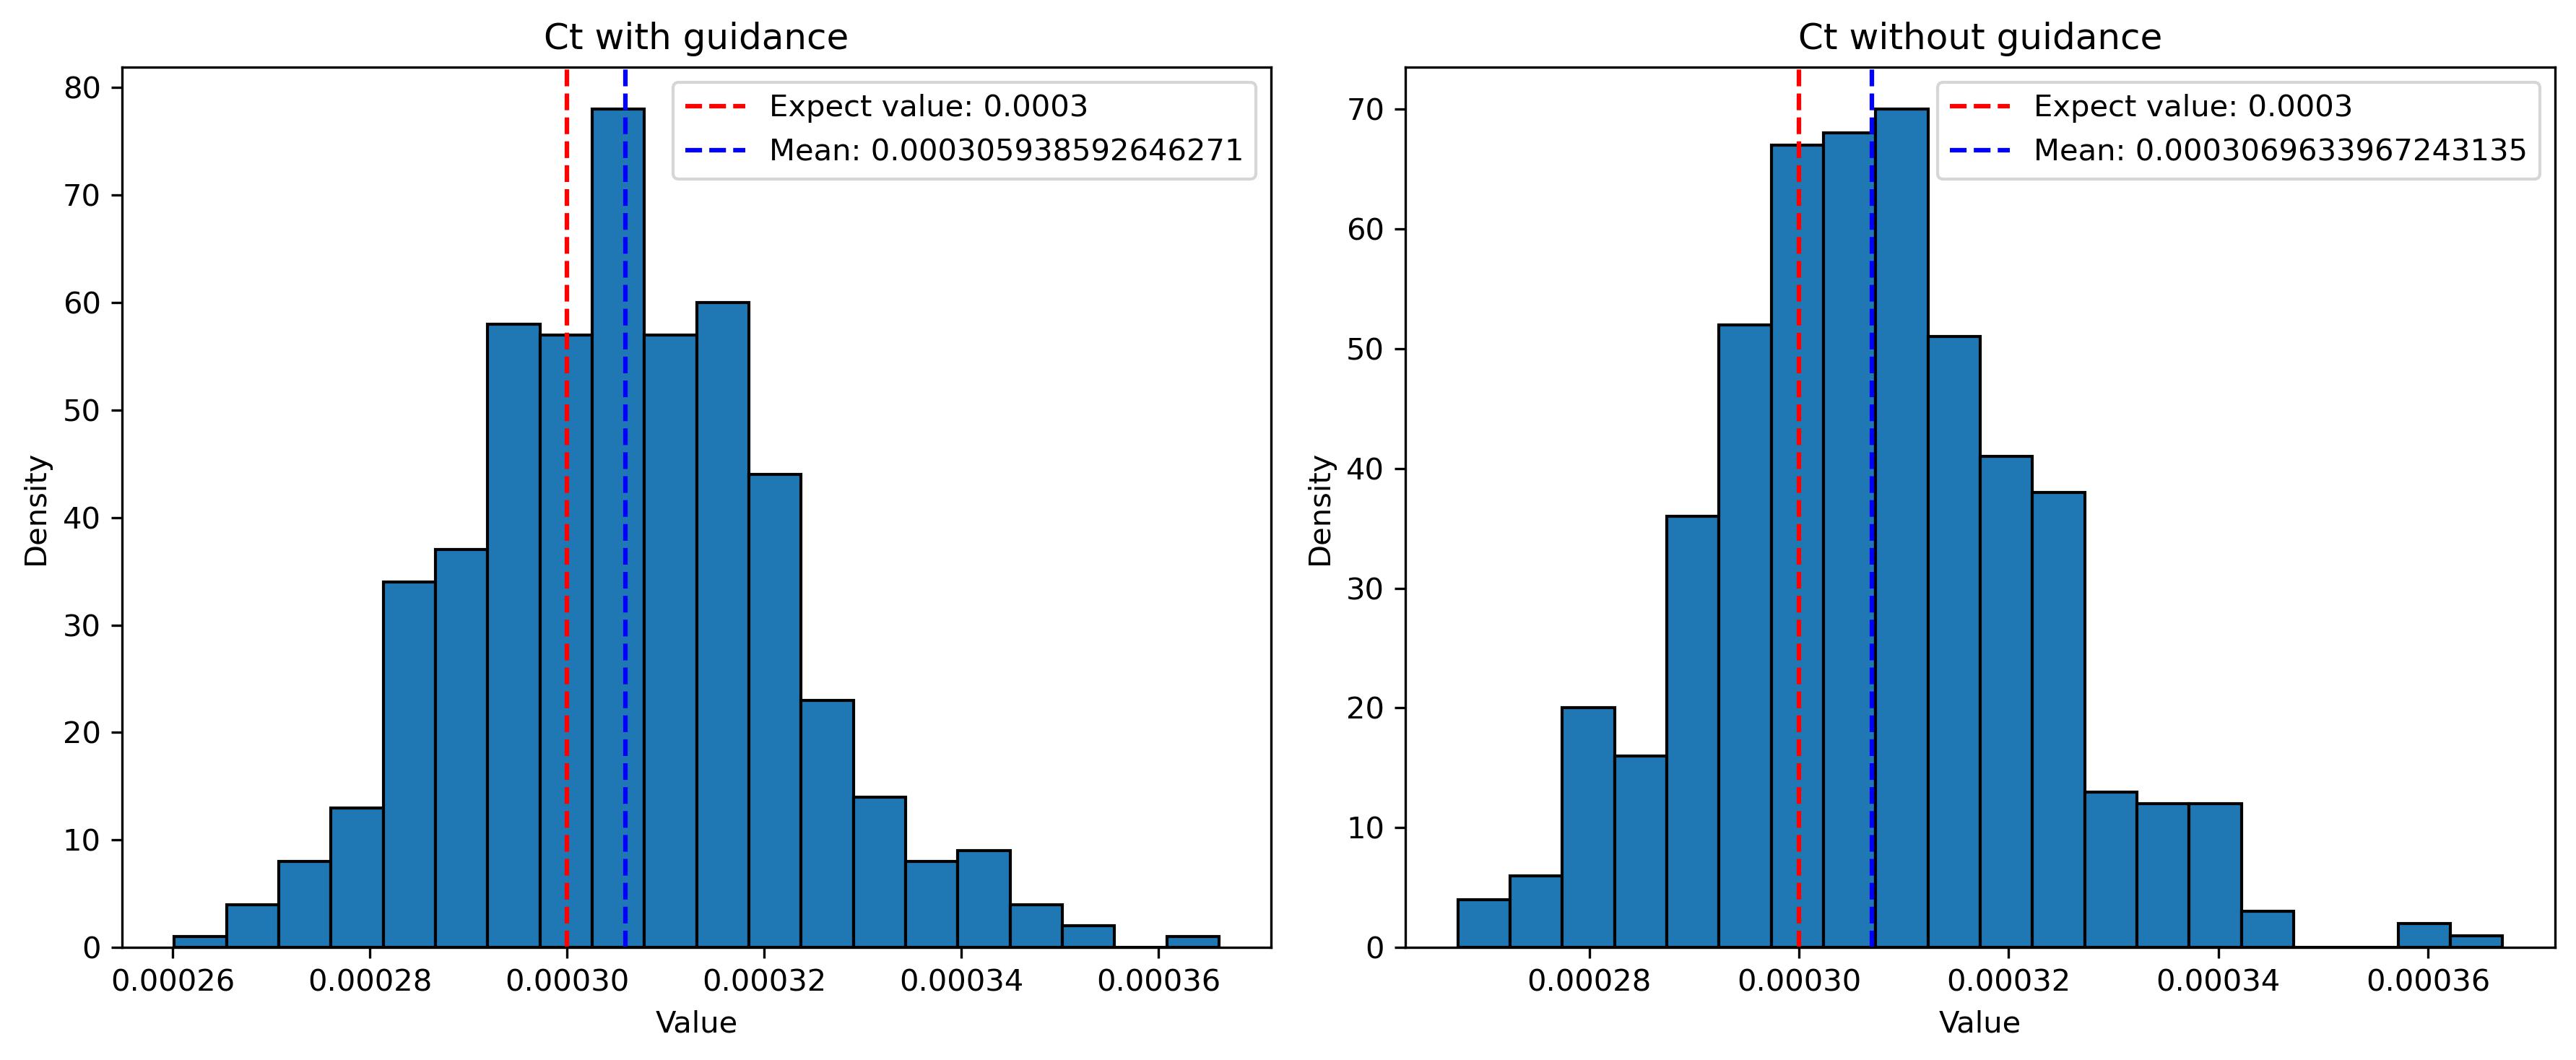 Ct with guidance
Expect value: 0.0003
Mean: 0.000305938592646271
80
70
60
50
40
30
20
10
0
Density
0.00026 0.00028 0.00030 0.00032 0.00034 0.00036
Value
Ct without guidance
Expect value: 0.0003
Mean: 0.0003069633967243135
70
60
50
40
30
20
10
0
Density
0.00028 0.00030 0.00032 0.00034 0.00036
Value